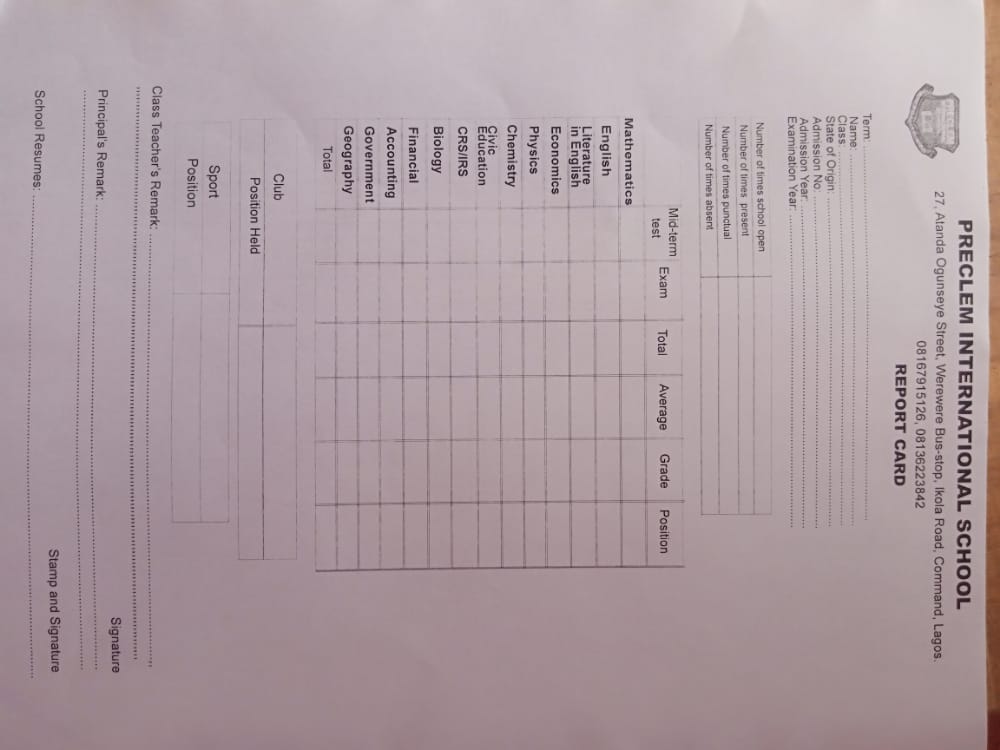 PRECLEM
PRECLEM INTERNATIONAL SCHOOL
27, Atanda Ogunseye Street, Werewere Bus-stop, Ikola Road, Command, Lagos.
08167915126, 08136223842
REPORT CARD
Term:
Name:
Class:
State of Origin:
Admission No:
Admission Year:
Examination Year:
Number of times school open
Number of times present
Number of times punctual
Number of times absent
Mid-term test Exam Total Average Grade Position
Mathematics
English
Literature
in English
Economics
Physics
Chemistry
Civic
Education
CRS/IRS
Biology
Financial
Accounting
Government
Geography
Total
Club
Position Held
Sport
Position
Class Teacher's Remark:
Signature
Principal's Remark:
Stamp and Signature
School Resumes: